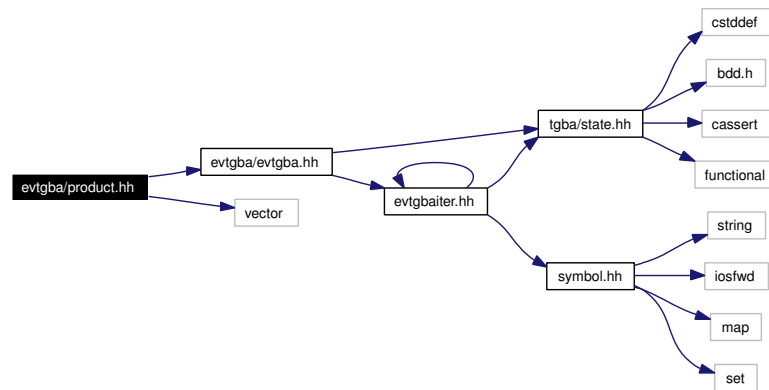 cstddef
bdd.h
tgba/state.hh
cassert
evtgba/evtgba.hh
functional
evtgba/product.hh
evtgbaiter.hh
vector
string
symbol.hh
iosfwd
map
set